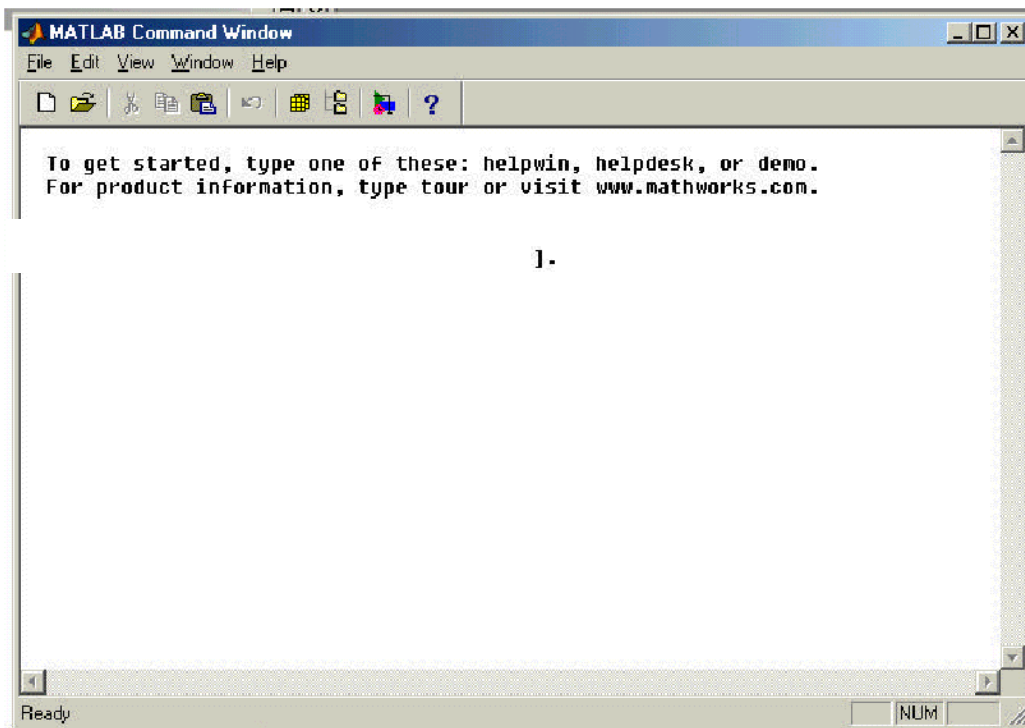 MATLAB Command Window
File Edit View Window Help
To get started, type one of these: helpwin, helpdesk, or demo.
For product information, type tour or visit www.mathworks.com.
].
Ready
NUM